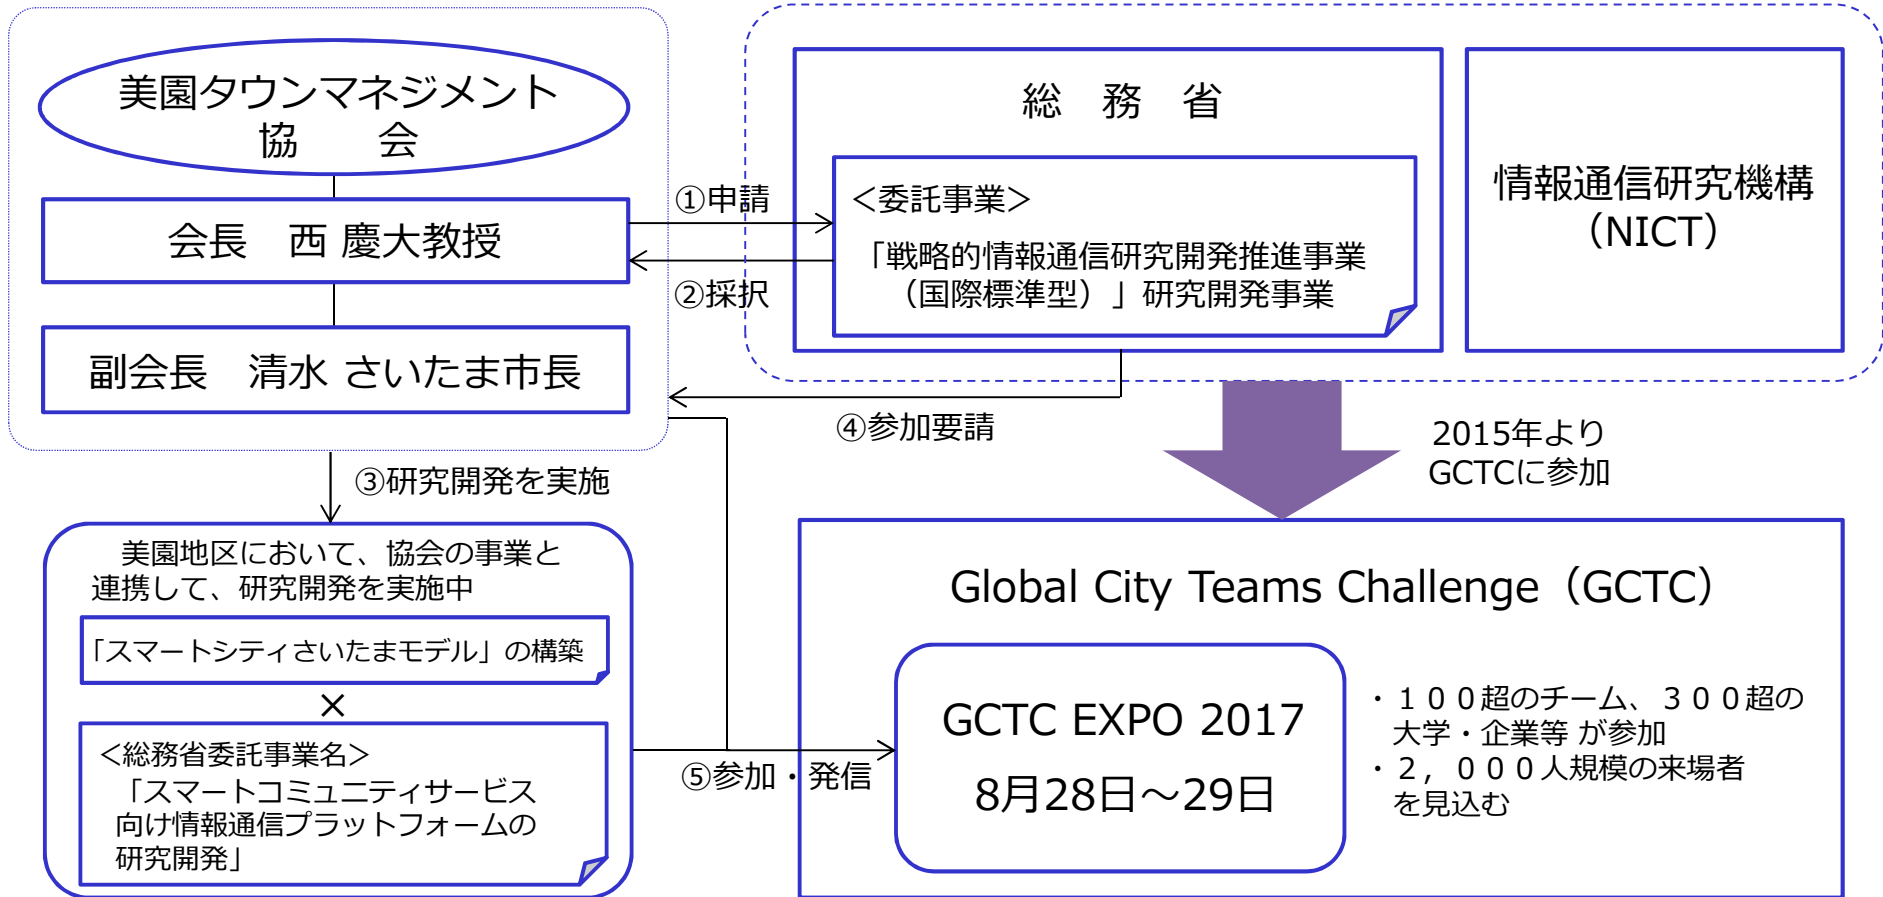 美園タウンマネジメント
協　　会
会長　西 慶大教授
副会長　清水 さいたま市長
①申請
②採択
総　務　省
＜委託事業＞
「戦略的情報通信研究開発推進事業
（国際標準型）」研究開発事業
情報通信研究機構
（NICT）
④参加要請
2015年より
GCTCに参加
③研究開発を実施
美園地区において、協会の事業と
連携して、研究開発を実施中
「スマートシティさいたまモデル」の構築
×
＜総務省委託事業名＞
「スマートコミュニティサービス
向け情報通信プラットフォームの
研究開発」
⑤参加・発信
Global City Teams Challenge（GCTC）
GCTC EXPO 2017
8月28日～29日
・１００超のチーム、３００超の
大学・企業等 が参加
・２，０００人規模の来場者
を見込む